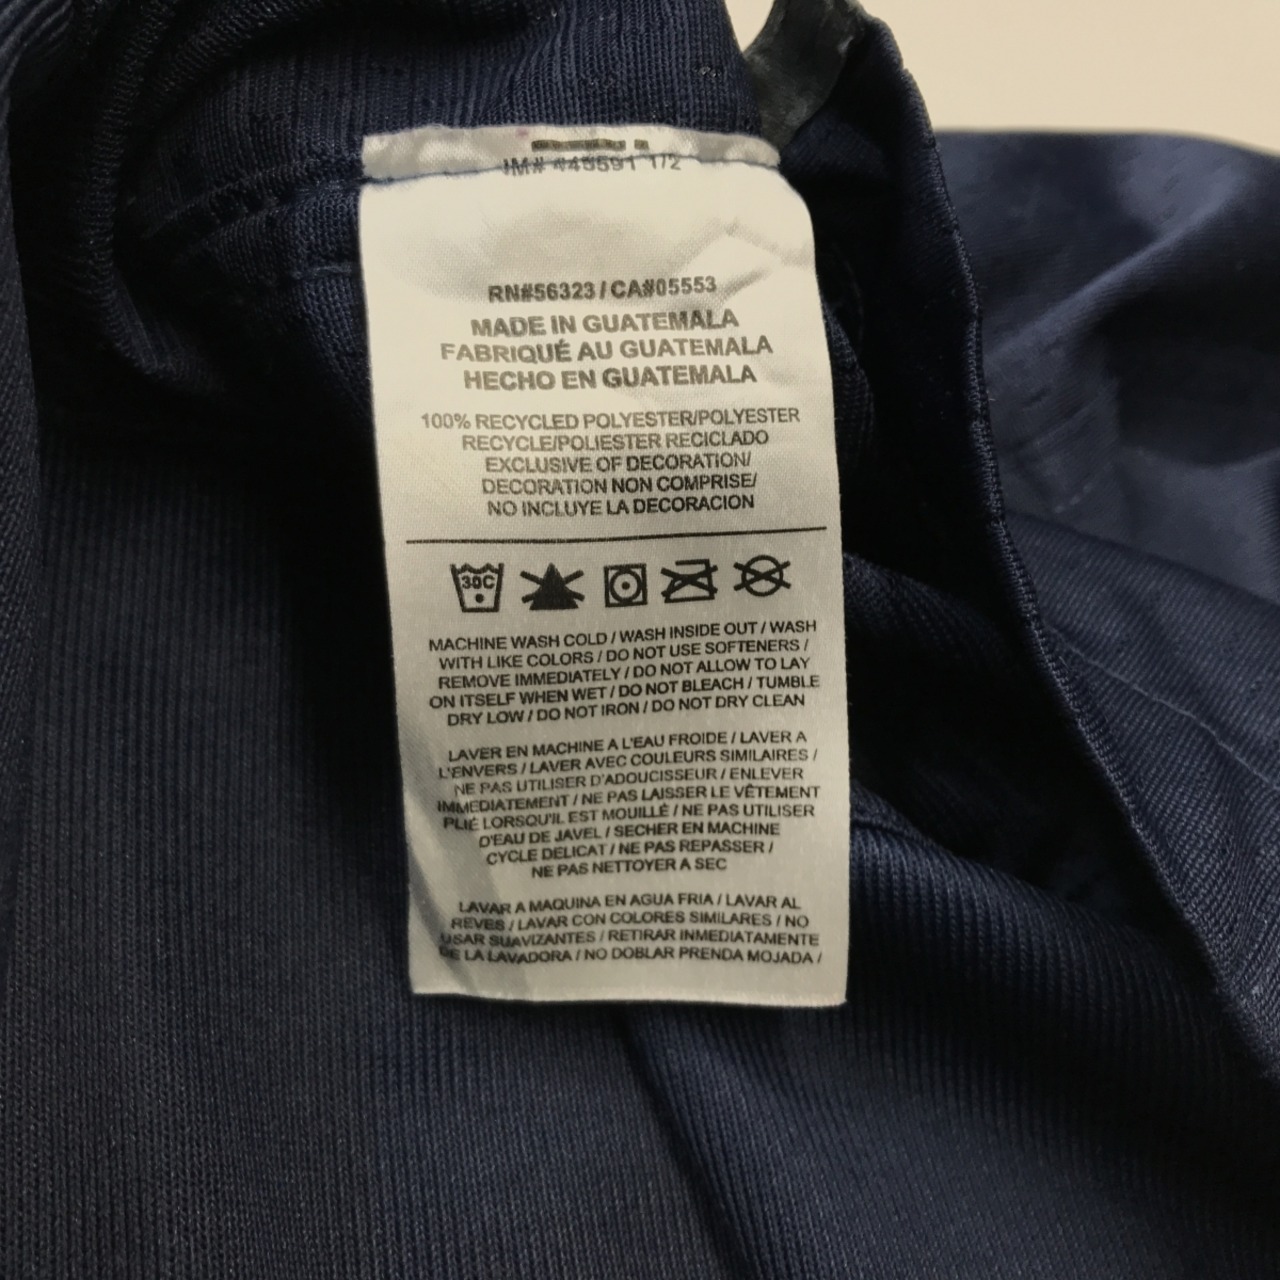 IM# 445591 1/2
RN#56323 / CA#05553
MADE IN GUATEMALA
FABRIQUÉ AU GUATEMALA
HECHO EN GUATEMALA
100% RECYCLED POLYESTER/POLYESTER
RECYCLE/POLIESTER RECICLADO
EXCLUSIVE OF DECORATION/
DECORATION NON COMPRISE/
NO INCLUYE LA DECORACION
30C
MACHINE WASH COLD / WASH INSIDE OUT / WASH
WITH LIKE COLORS / DO NOT USE SOFTENERS /
REMOVE IMMEDIATELY / DO NOT ALLOW TO LAY
ON ITSELF WHEN WET / DO NOT BLEACH / TUMBLE
DRY LOW / DO NOT IRON / DO NOT DRY CLEAN
LAVER EN MACHINE A L'EAU FROIDE / LAVER A
L'ENVERS / LAVER AVEC COULEURS SIMILAIRES /
NE PAS UTILISER D'ADOUCISSEUR / ENLEVER
IMMEDIATEMENT / NE PAS LAISSER LE VÊTEMENT
PLIÉ LORSQU'IL EST MOUILLÉ / NE PAS UTILISER
D'EAU DE JAVEL / SECHER EN MACHINE
CYCLE DELICAT / NE PAS REPASSER /
NE PAS NETTOYER A SEC
LAVAR A MAQUINA EN AGUA FRIA / LAVAR AL
REVES / LAVAR CON COLORES SIMILARES / NO
USAR SUAVIZANTES / RETIRAR INMEDIATAMENTE
DE LA LAVADORA / NO DOBLAR PRENDA MOJADA /